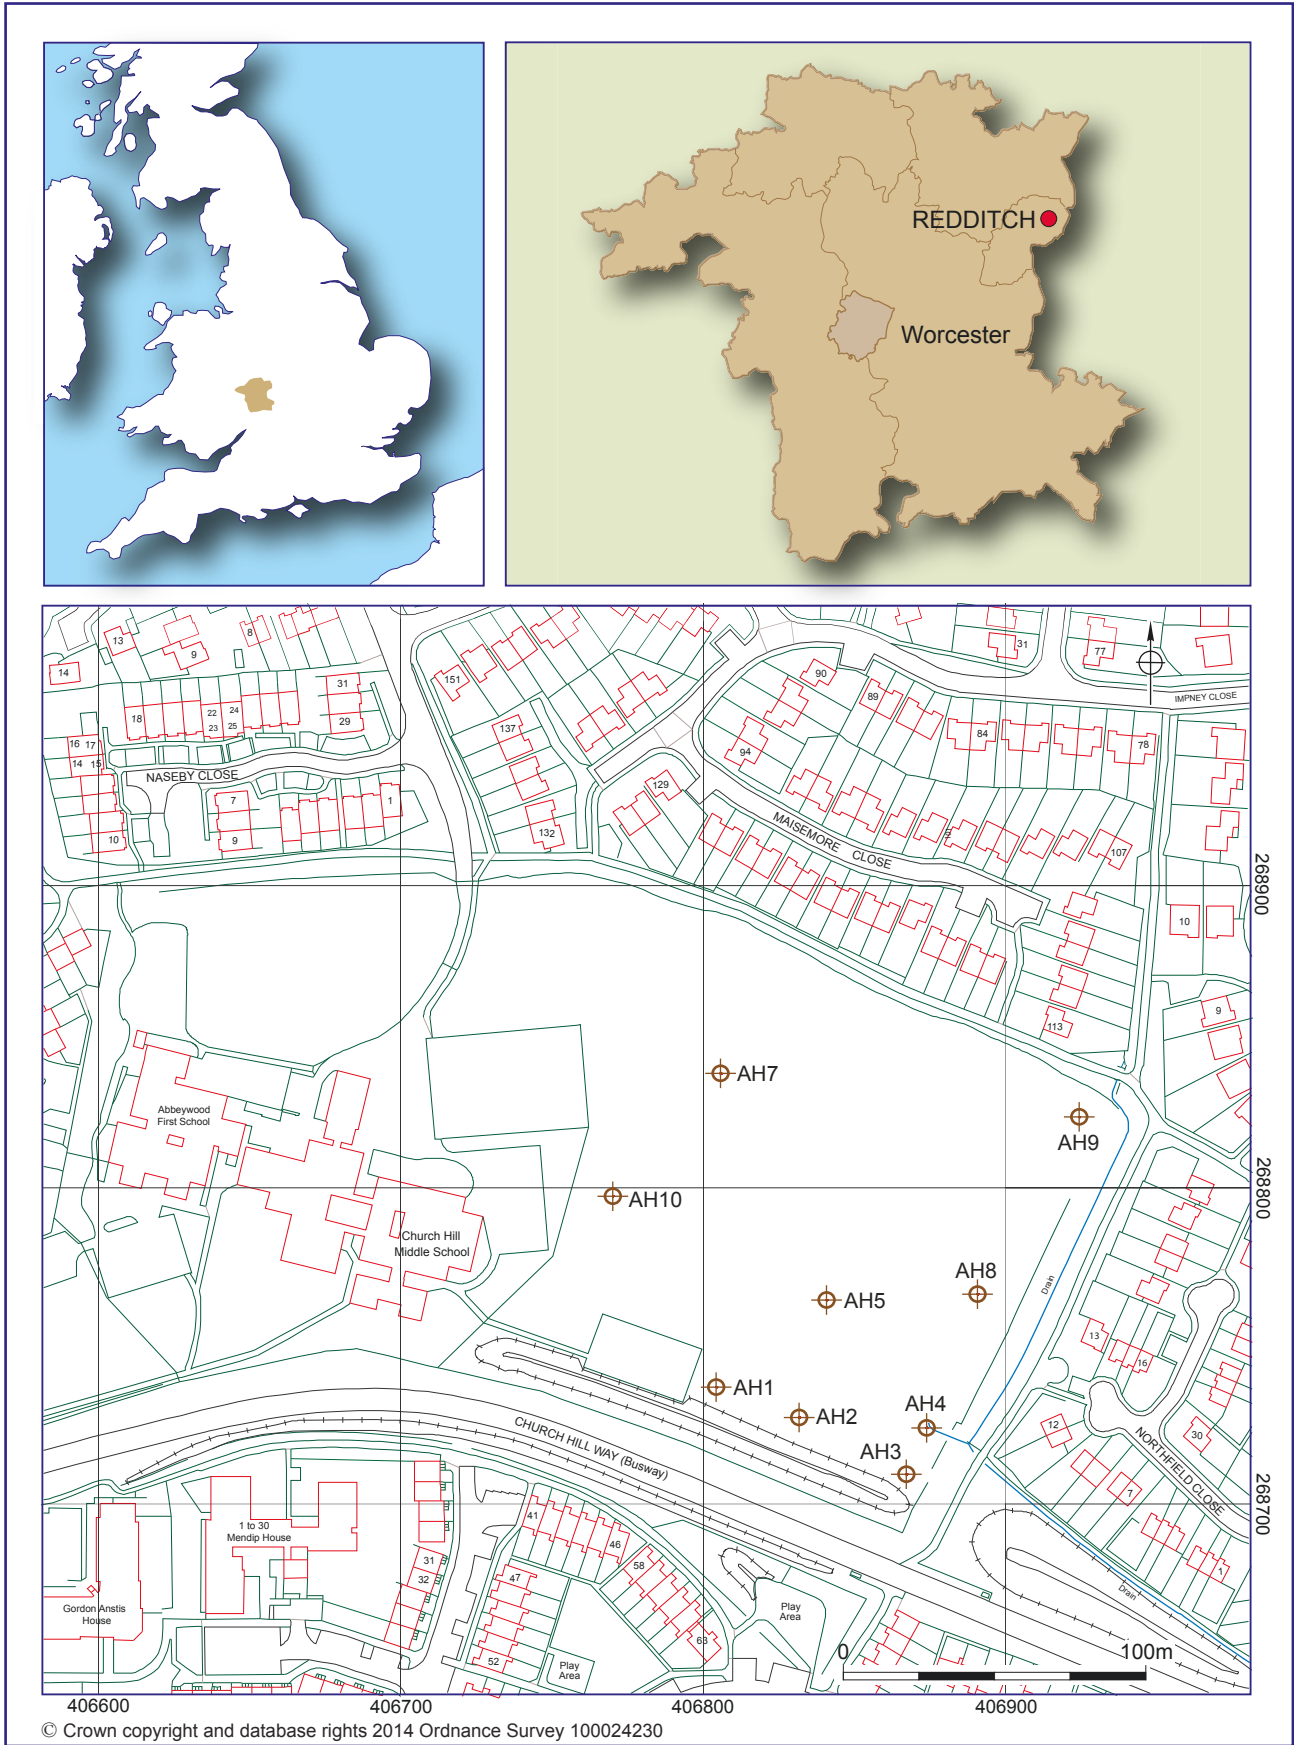 REDDITCH
Worcester
13
9
8
14
18
22
24
23
25
31
29
16
17
14
15
NASEBY CLOSE
10
7
9
1
151
137
132
129
90
89
94
84
78
31
77
IMPNEY CLOSE
MAISEMORE CLOSE
107
113
10
9
268900
Abbeywood
First School
Church Hill
Middle School
AH7
AH9
AH10
268800
AH5
AH8
Drain
AH1
AH2
AH4
AH3
13
16
12
7
1
30
NORTHFIELD CLOSE
CHURCH HILL WAY (Busway)
268700
1 to 30
Mendip House
Gordon Anstis
House
31
32
41
46
47
52
58
63
Play
Area
Play
Area
Drain
0
100m
406600
406700
406800
406900
© Crown copyright and database rights 2014 Ordnance Survey 100024230